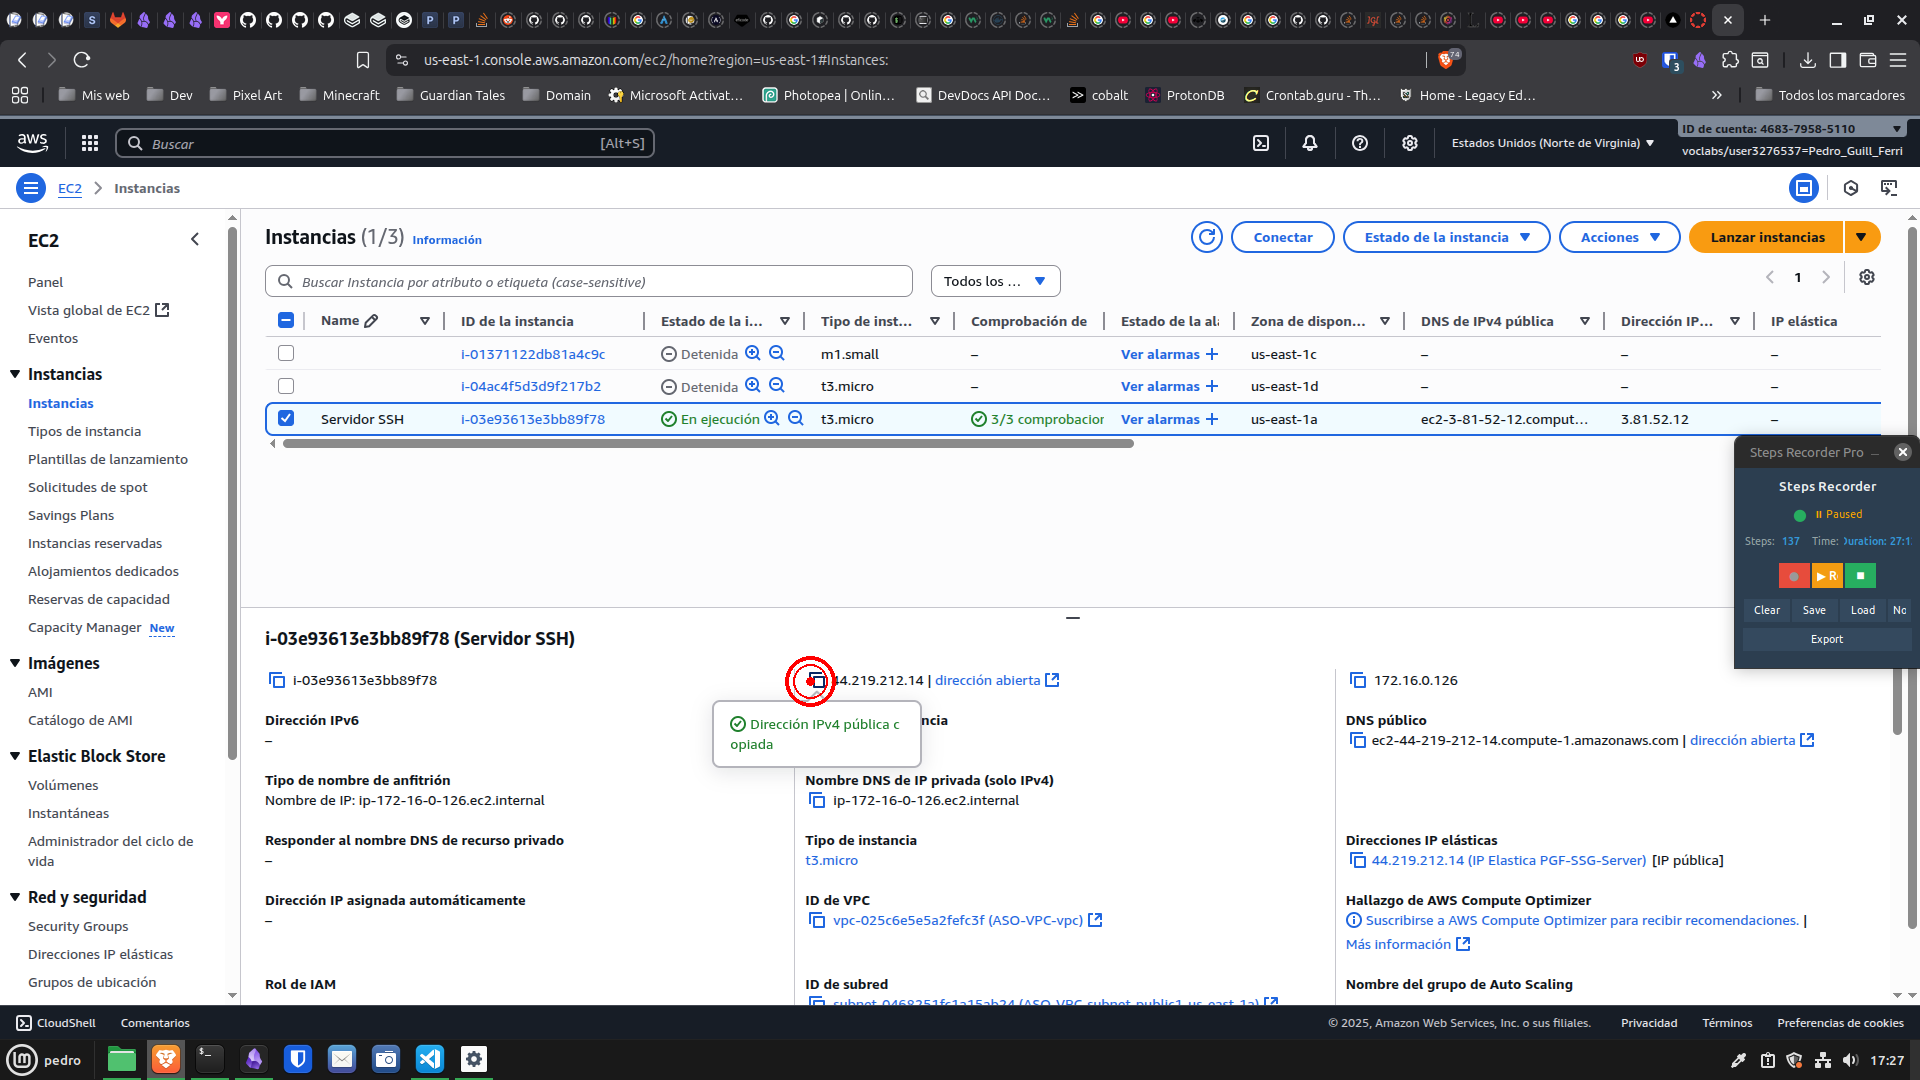 us-east-1.console.aws.amazon.com/ec2/home?region=us-east-1#Instances:
74
3
Mis web
Dev
Pixel Art
Minecraft
Guardian Tales
Domain
Microsoft Activat...
Photopea | Onlin...
DevDocs API Doc...
cobalt
ProtonDB
Crontab.guru - Th...
Home - Legacy Ed...
Todos los marcadores
aws
Buscar
[Alt+S]
Estados Unidos (Norte de Virginia)
ID de cuenta: 4683-7958-5110
voclabs/user3276537=Pedro_Guill_Ferri
EC2
Instancias
EC2
Panel
Vista global de EC2
Eventos
Instancias
Instancias
Tipos de instancia
Plantillas de lanzamiento
Solicitudes de spot
Savings Plans
Instancias reservadas
Alojamientos dedicados
Reservas de capacidad
Capacity Manager New
Imágenes
AMI
Catálogo de AMI
Elastic Block Store
Volúmenes
Instantáneas
Administrador del ciclo de
vida
Red y seguridad
Security Groups
Direcciones IP elásticas
Grupos de ubicación
Instancias (1/3) Información
Conectar
Estado de la instancia
Acciones
Lanzar instancias
Buscar Instancia por atributo o etiqueta (case-sensitive)
Todos los ...
1
Name ID de la instancia Estado de la i... Tipo de inst... Comprobación de Estado de la ala Zona de dispon... DNS de IPv4 pública Dirección IP... IP elástica
i-01371122db81a4c9c Detenida m1.small – Ver alarmas + us-east-1c – – –
i-04ac4f5d3d9f217b2 Detenida t3.micro – Ver alarmas + us-east-1d – – –
Servidor SSH i-03e93613e3bb89f78 En ejecución t3.micro 3/3 comprobacion Ver alarmas + us-east-1a ec2-3-81-52-12.comput... 3.81.52.12 –
Steps Recorder Pro
Steps Recorder
Paused
Steps: 137 Time: Duration: 27:1
R
Clear Save Load No
Export
i-03e93613e3bb89f78 (Servidor SSH)
i-03e93613e3bb89f78
44.219.212.14 | dirección abierta
172.16.0.126
Dirección IPv4 pública c
opiada
Dirección IPv6
–
ncia
DNS público
ec2-44-219-212-14.compute-1.amazonaws.com | dirección abierta
Tipo de nombre de anfitrión
Nombre de IP: ip-172-16-0-126.ec2.internal
Nombre DNS de IP privada (solo IPv4)
ip-172-16-0-126.ec2.internal
Responder al nombre DNS de recurso privado
–
Tipo de instancia
t3.micro
Direcciones IP elásticas
44.219.212.14 (IP Elastica PGF-SSG-Server) [IP pública]
Dirección IP asignada automáticamente
–
ID de VPC
vpc-025c6e5e5a2fefc3f (ASO-VPC-vpc)
Hallazgo de AWS Compute Optimizer
Suscribirse a AWS Compute Optimizer para recibir recomendaciones. |
Más información
Rol de IAM
ID de subred
subnet-0468251fc1a15ab24 (ASO-VPC-subnet-public1-us-east-1a)
Nombre del grupo de Auto Scaling
CloudShell
Comentarios
© 2025, Amazon Web Services, Inc. o sus filiales.
Privacidad
Términos
Preferencias de cookies
pedro
17:27